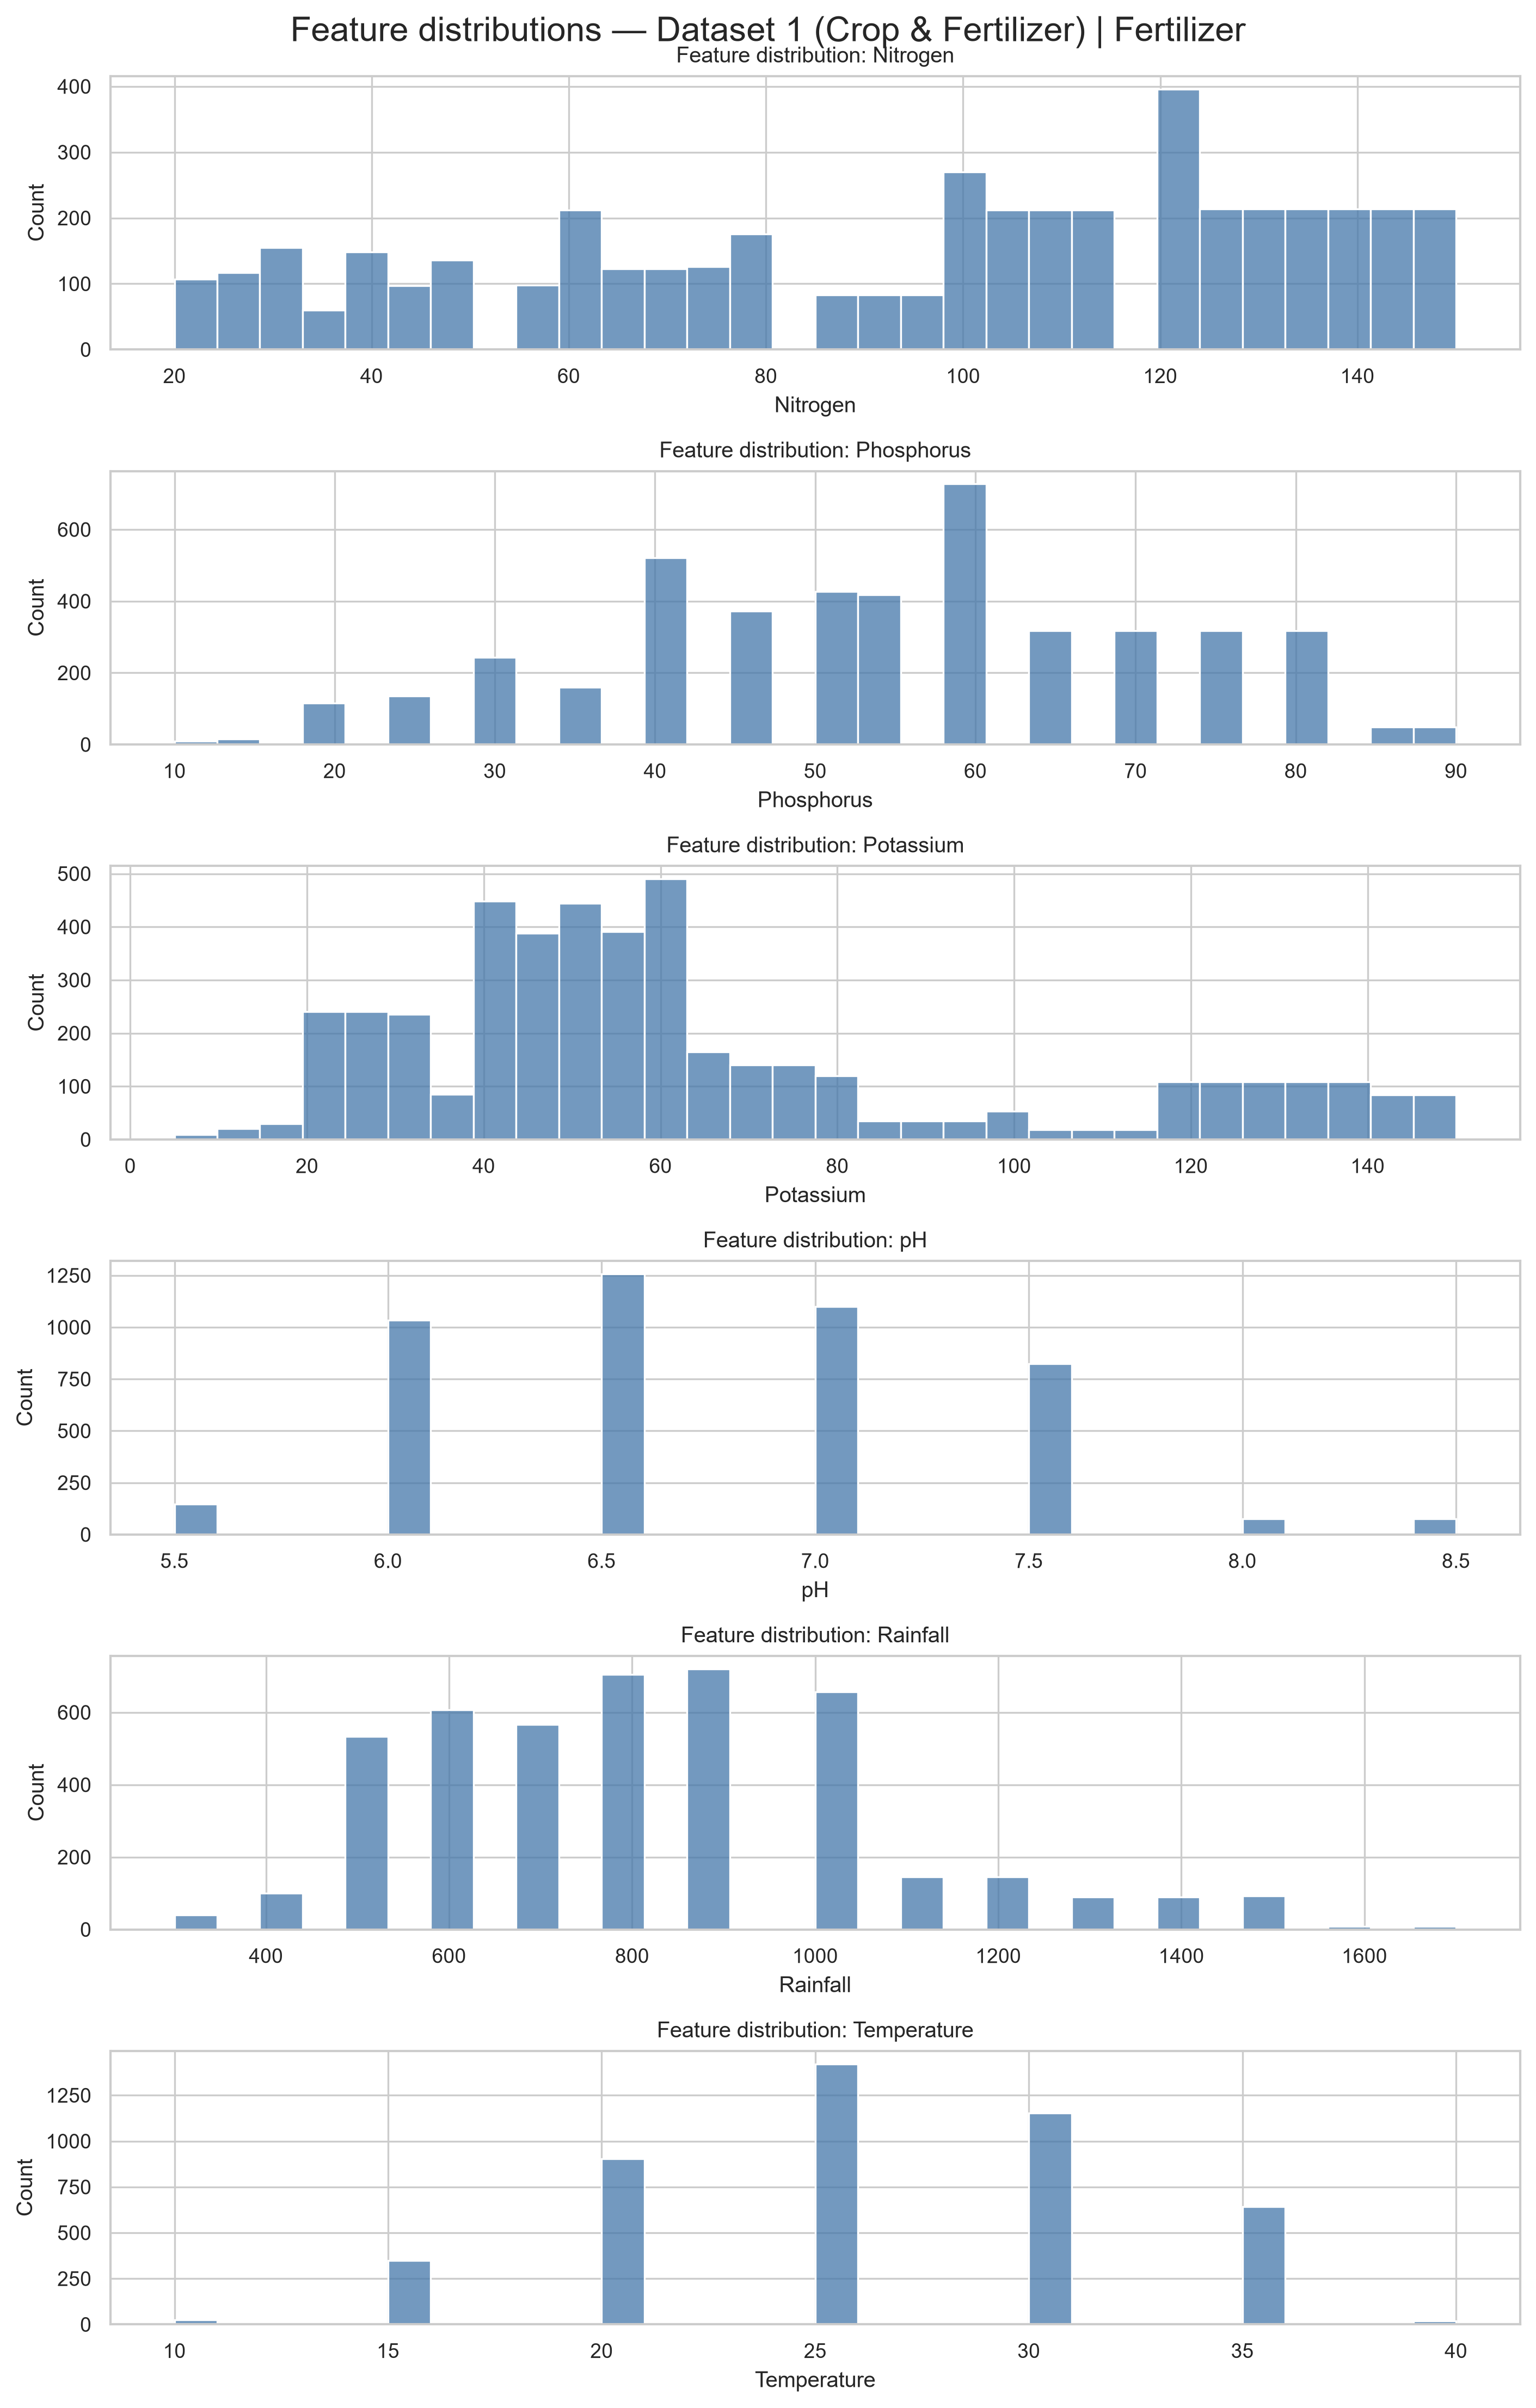 Feature distributions — Dataset 1 (Crop & Fertilizer) | Fertilizer
Feature distribution: Nitrogen
400
300
200
100
0
Count
20 40 60 80 100 120 140
Nitrogen
Feature distribution: Phosphorus
600
400
200
0
Count
10 20 30 40 50 60 70 80 90
Phosphorus
Feature distribution: Potassium
500
400
300
200
100
0
Count
0 20 40 60 80 100 120 140
Potassium
Feature distribution: pH
1250
1000
750
500
250
0
Count
5.5 6.0 6.5 7.0 7.5 8.0 8.5
pH
Feature distribution: Rainfall
600
400
200
0
Count
400 600 800 1000 1200 1400 1600
Rainfall
Feature distribution: Temperature
1250
1000
750
500
250
0
Count
10 15 20 25 30 35 40
Temperature